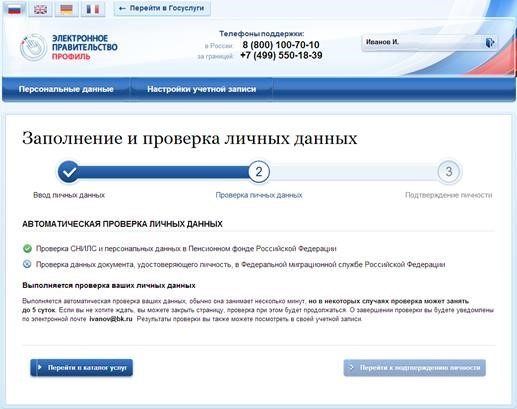 ← Перейти в Госуслуги
ЭЛЕКТРОННОЕ
ПРАВИТЕЛЬСТВО
ПРОФИЛЬ
Телефоны поддержки:
в России: 8 (800) 100-70-10
за границей: +7 (499) 550-18-39
Иванов И.
Персональные данные Настройки учетной записи
Заполнение и проверка личных данных
2 3
Ввод личных данных Проверка личных данных Подтверждение личности
АВТОМАТИЧЕСКАЯ ПРОВЕРКА ЛИЧНЫХ ДАННЫХ
Проверка СНИЛС и персональных данных в Пенсионном фонде Российской Федерации
Проверка данных документа, удостоверяющего личность, в Федеральной миграционной службе Российской Федерации
Выполняется проверка ваших личных данных
Выполняется автоматическая проверка ваших данных, обычно она занимает несколько минут, но в некоторых случаях проверка может занять
до 5 суток. Если вы не хотите ждать, вы можете закрыть страницу, проверка при этом будет продолжаться. О завершении проверки вы будете уведомлены
по электронной почте ivanov@bk.ru Результаты проверки вы также можете посмотреть в своей учетной записи.
Перейти в каталог услуг Перейти к подтверждению личности